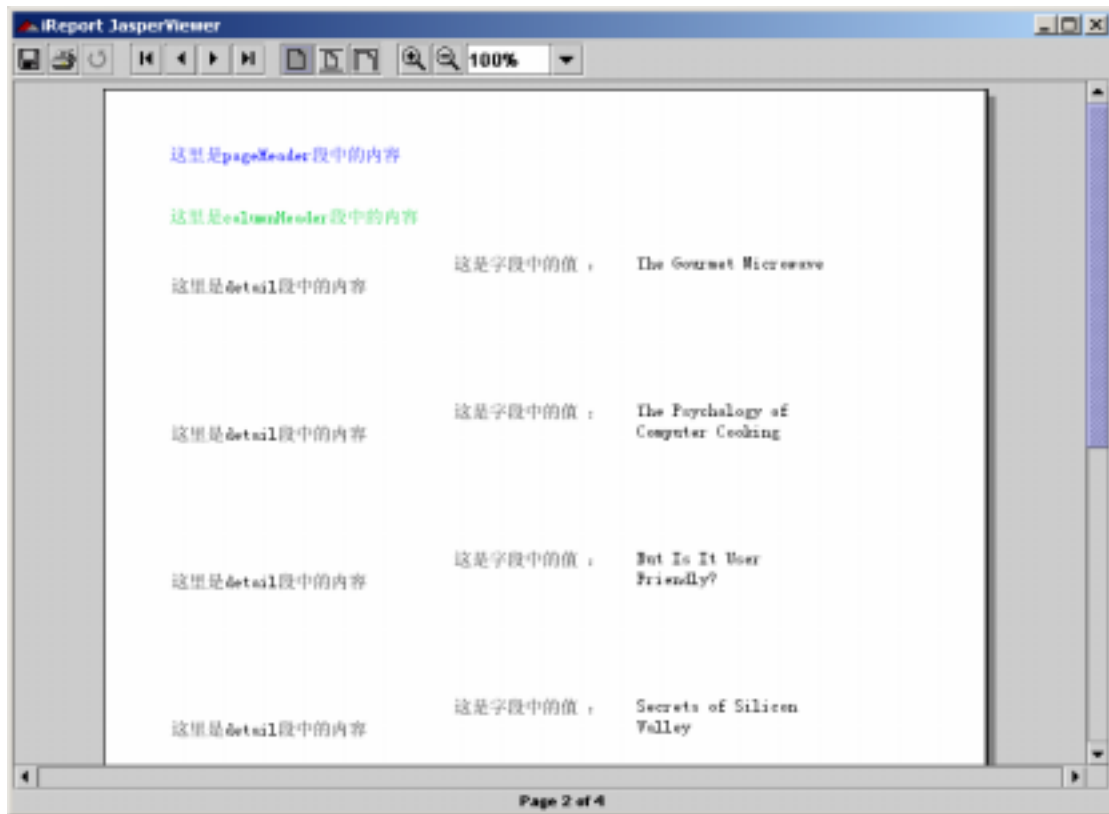 iReport JasperViewer
100%
这里是pageHeader段中的内容
这里是columnHeader段中的内容
这是字段中的值：
The Gourmet Microwave
这里是detail段中的内容
这是字段中的值：
The Psychology of
Computer Cooking
这里是detail段中的内容
这是字段中的值：
But Is It User
Friendly?
这里是detail段中的内容
这是字段中的值：
Secrets of Silicon
Valley
这里是detail段中的内容
Page 2 of 4